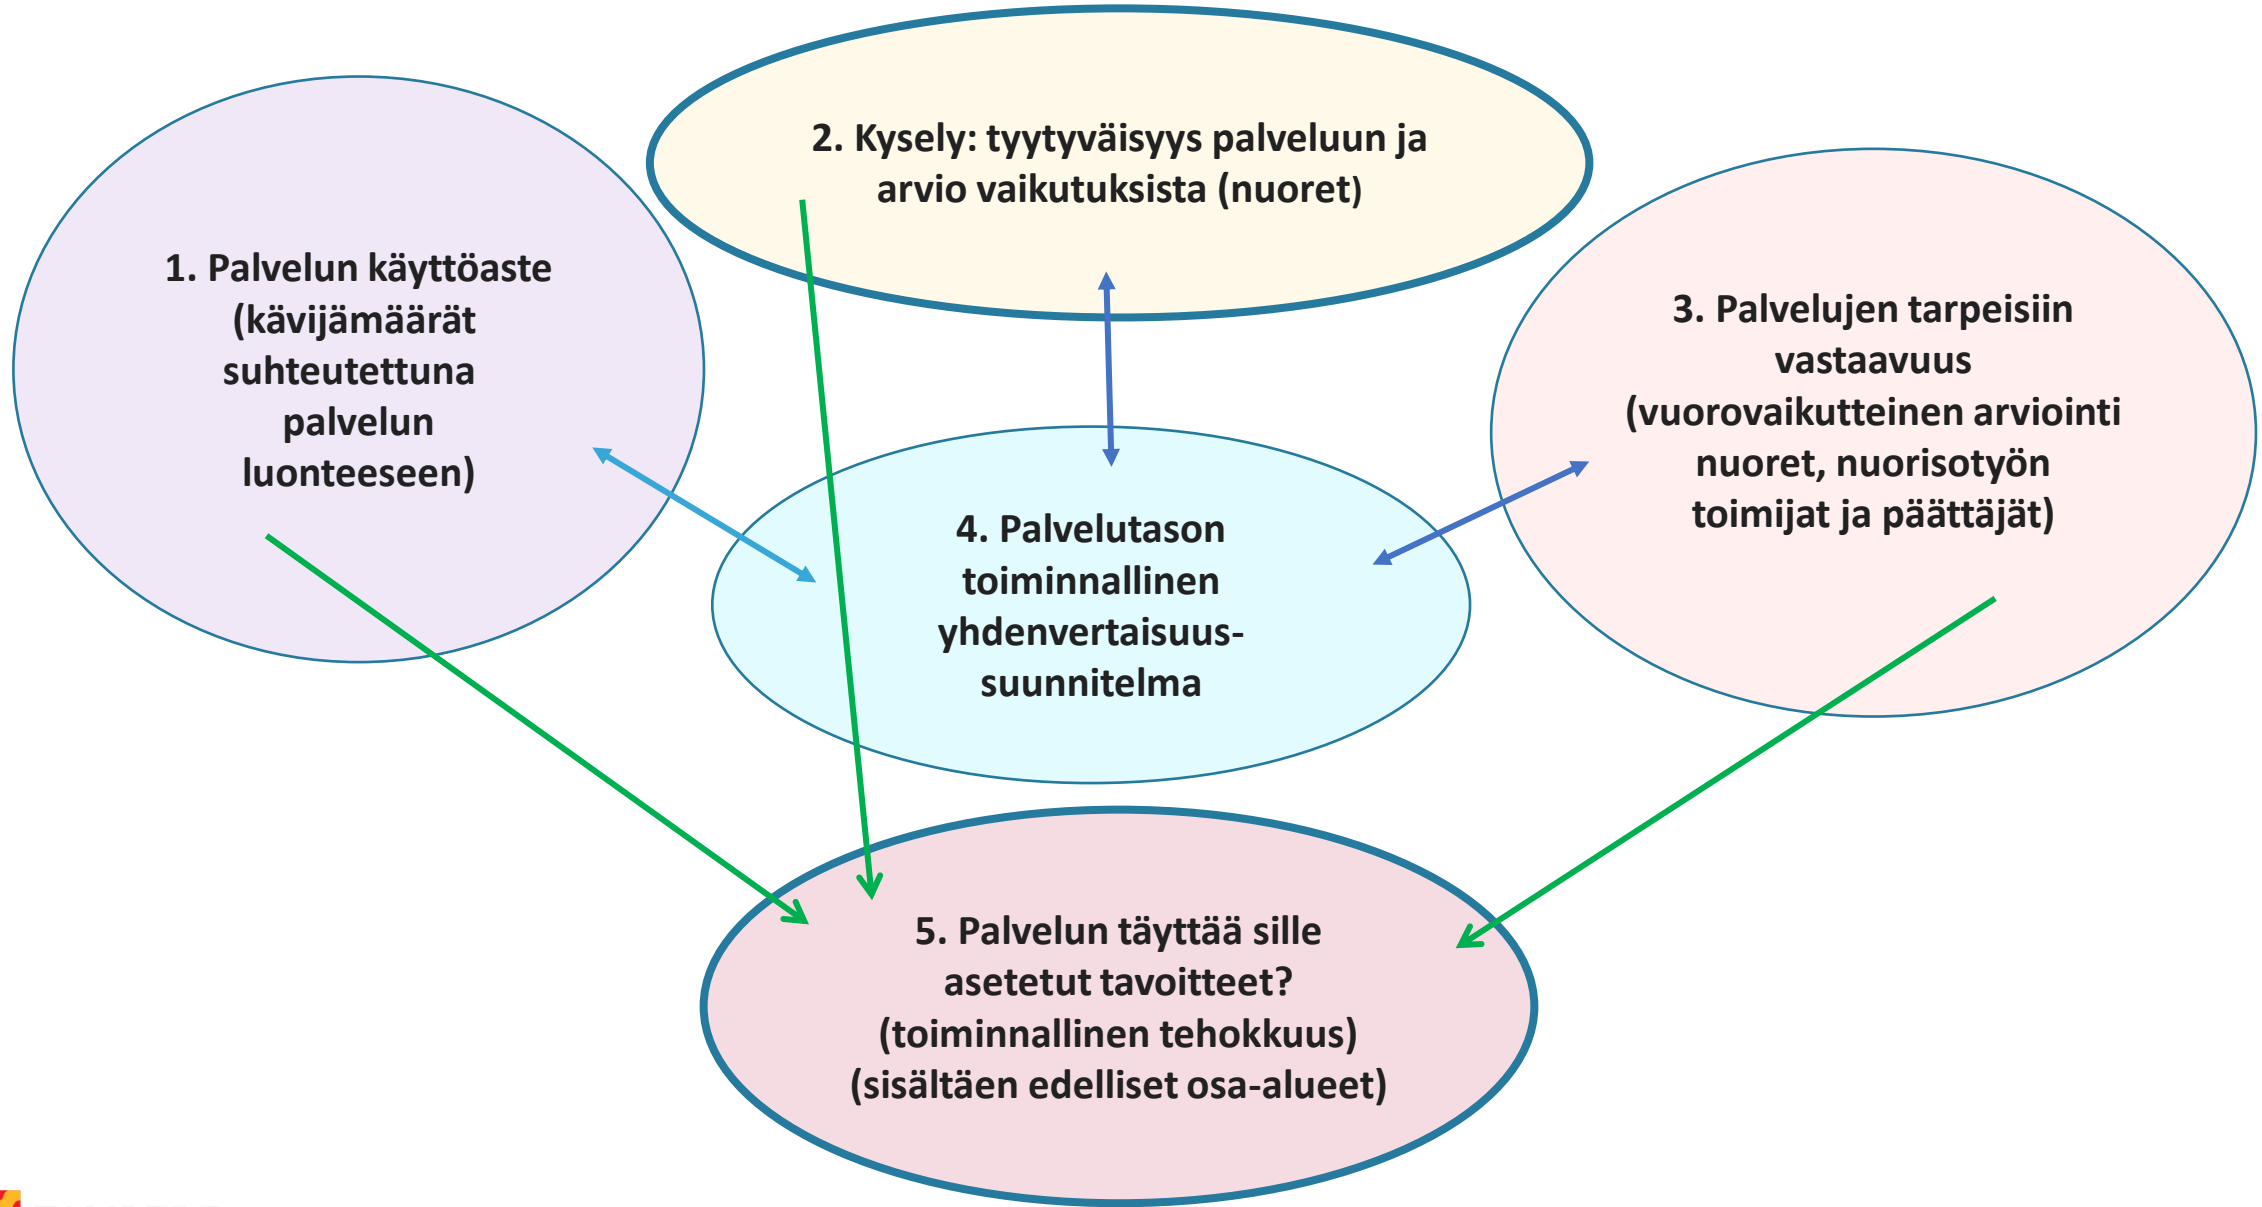 1. Palvelun käyttöaste
(kävijämäärät
suhteutettuna
palvelun
luonteeseen)
2. Kysely: tyytyväisyys palveluun ja
arvio vaikutuksista (nuoret)
3. Palvelujen tarpeisiin
vastaavuus
(vuorovaikutteinen arviointi
nuoret, nuorisotyön
toimijat ja päättäjät)
4. Palvelutason
toiminnallinen
yhdenvertaisuus-
suunnitelma
5. Palvelun täyttää sille
asetetut tavoitteet?
(toiminnallinen tehokkuus)
(sisältäen edelliset osa-alueet)